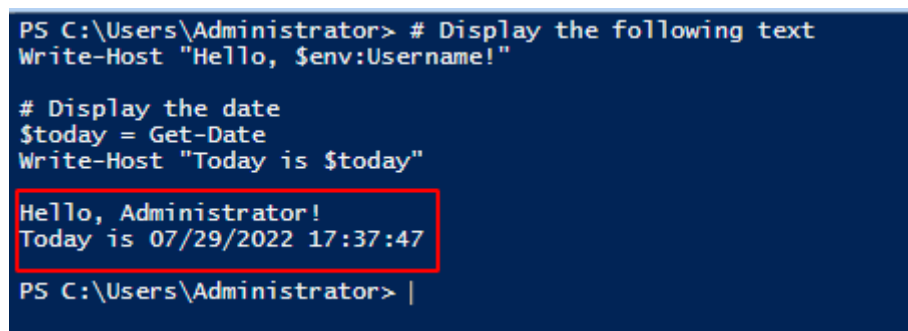 PS C:\Users\Administrator> # Display the following text
Write-Host "Hello, $env:Username!"
# Display the date
$today = Get-Date
Write-Host "Today is $today"
Hello, Administrator!
Today is 07/29/2022 17:37:47
PS C:\Users\Administrator>